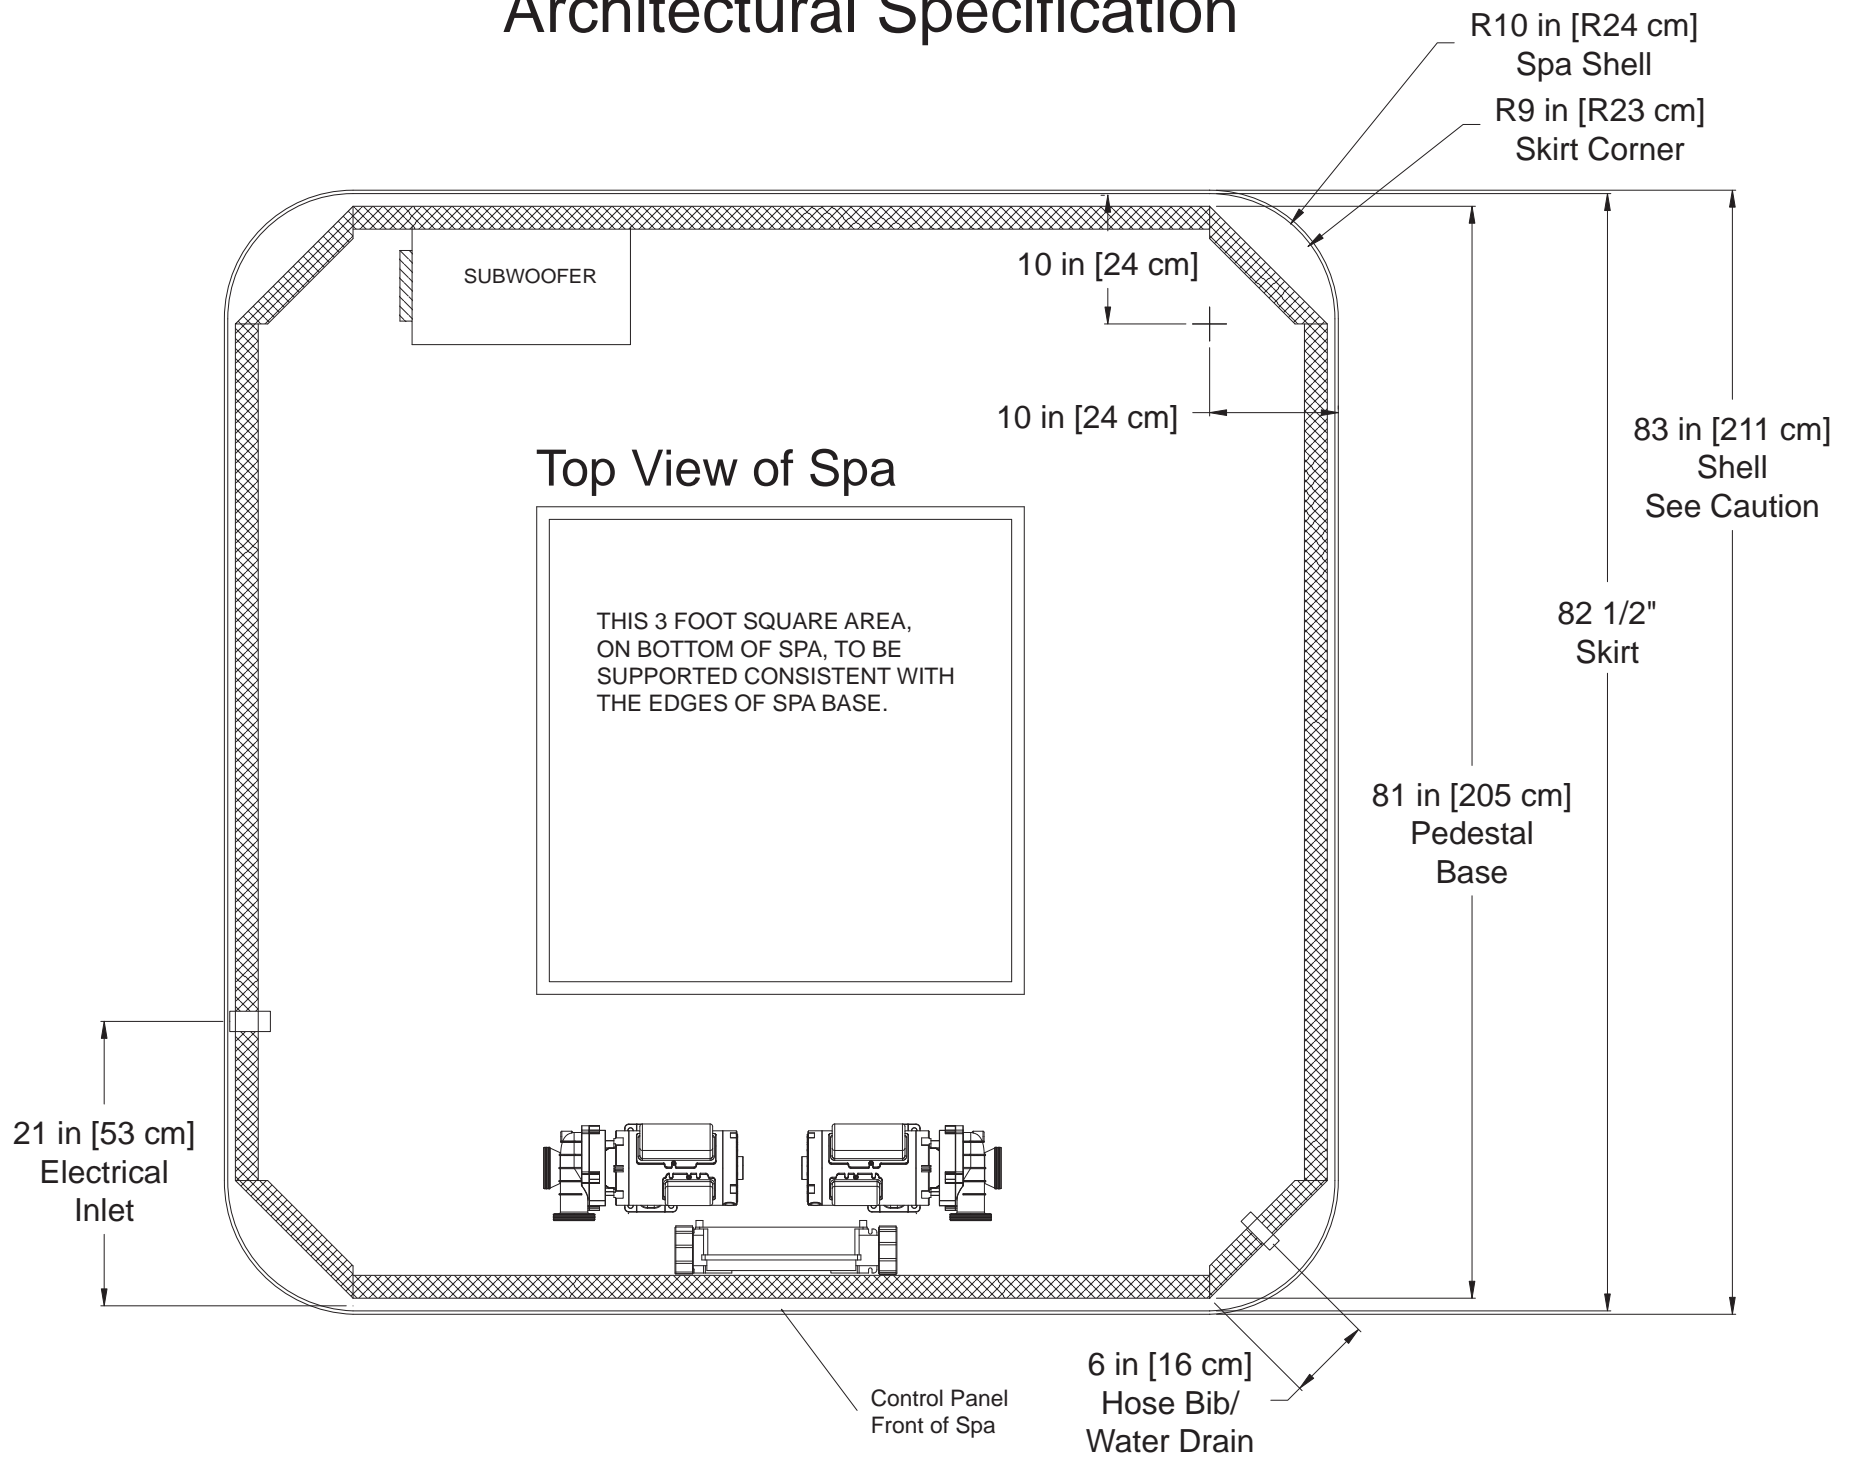 Architectural Specification
R10 in [R24 cm]
Spa Shell
R9 in [R23 cm]
Skirt Corner
SUBWOOFER
10 in [24 cm]
10 in [24 cm]
83 in [211 cm]
Shell
See Caution
Top View of Spa
THIS 3 FOOT SQUARE AREA,
ON BOTTOM OF SPA, TO BE
SUPPORTED CONSISTENT WITH
THE EDGES OF SPA BASE.
82 1/2"
Skirt
81 in [205 cm]
Pedestal
Base
21 in [53 cm]
Electrical
Inlet
6 in [16 cm]
Hose Bib/
Water Drain
Control Panel
Front of Spa